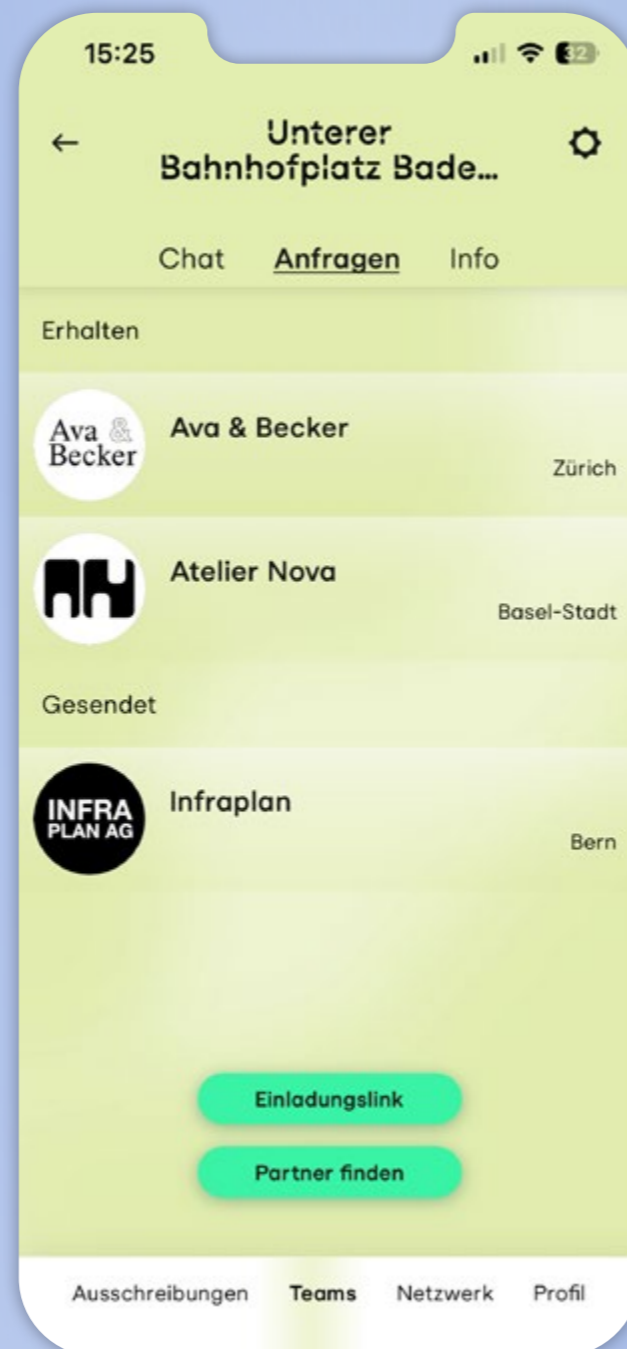 15:25
32
Unterer
Bahnhofplatz Bade...
Chat Anfragen Info
Erhalten
Ava &
Becker
Ava & Becker
Zürich
Atelier Nova
Basel-Stadt
Gesendet
INFRA
PLAN AG
Infraplan
Bern
Einladungslink
Partner finden
Ausschreibungen Teams Netzwerk Profil